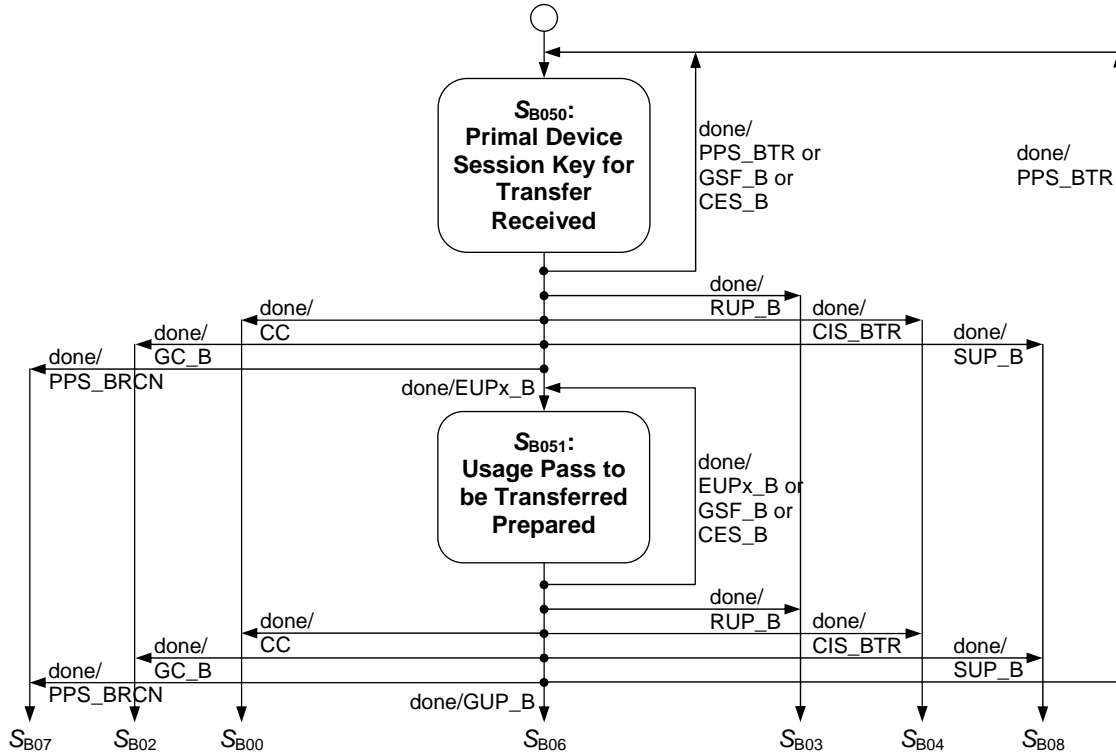 SB050:
Primal Device
Session Key for
Transfer
Received
done/
PPS_BTR or
GSF_B or
CES_B
done/
PPS_BTR
done/
RUP_B
done/
CC
done/
CIS_BTR
done/
GC_B
done/
SUP_B
done/
PPS_BRCN
done/EUPx_B
SB051:
Usage Pass to
be Transferred
Prepared
done/
EUPx_B or
GSF_B or
CES_B
done/
RUP_B
done/
CC
done/
CIS_BTR
done/
GC_B
done/
SUP_B
done/
PPS_BRCN
done/GUP_B
SB07 SB02 SB00 SB06 SB03 SB04 SB08